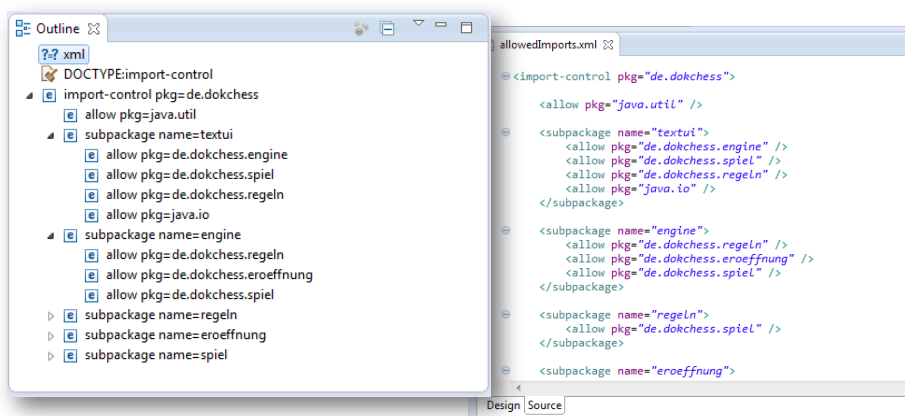 Outline
?=? xml
DOCTYPE:import-control
e import-control pkg=de.dokchess
e allow pkg=java.util
e subpackage name=textui
e allow pkg=de.dokchess.engine
e allow pkg=de.dokchess.spiel
e allow pkg=de.dokchess.regeln
e allow pkg=java.io
e subpackage name=engine
e allow pkg=de.dokchess.regeln
e allow pkg=de.dokchess.eroeffnung
e allow pkg=de.dokchess.spiel
e subpackage name=regeln
e subpackage name=eroeffnung
e subpackage name=spiel
allowedImports.xml
<import-control pkg="de.dokchess">
<allow pkg="java.util" />
<subpackage name="textui">
<allow pkg="de.dokchess.engine" />
<allow pkg="de.dokchess.spiel" />
<allow pkg="de.dokchess.regeln" />
<allow pkg="java.io" />
</subpackage>
<subpackage name="engine">
<allow pkg="de.dokchess.regeln" />
<allow pkg="de.dokchess.eroeffnung" />
<allow pkg="de.dokchess.spiel" />
</subpackage>
<subpackage name="regeln">
<allow pkg="de.dokchess.spiel" />
</subpackage>
<subpackage name="eroeffnung">
Design Source